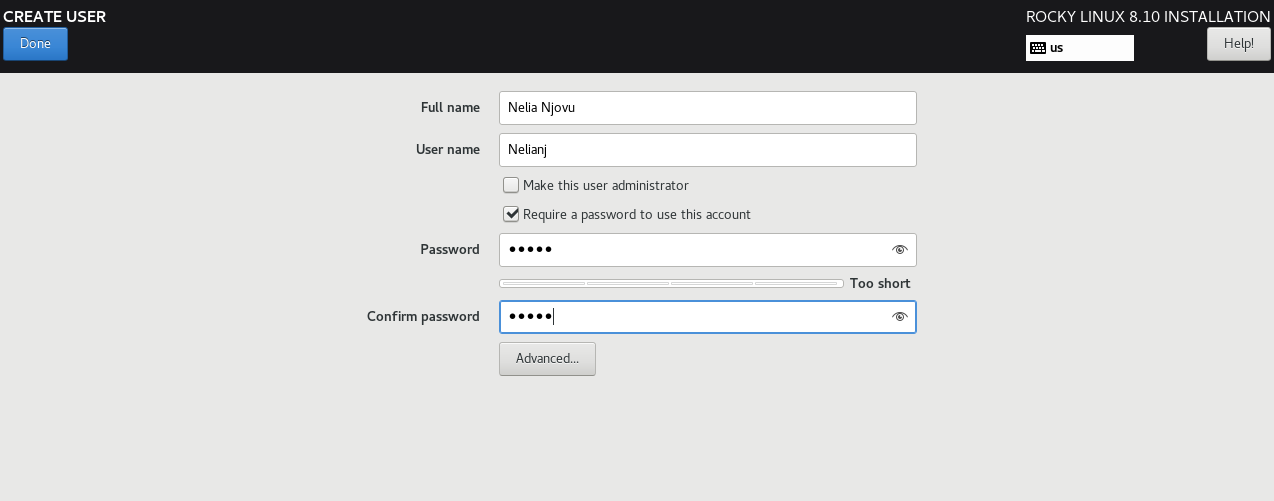 CREATE USER
ROCKY LINUX 8.10 INSTALLATION
Done
us
Help!
Full name
Nelia Njovu
User name
Nelianj
Make this user administrator
Require a password to use this account
Password
●●●●●
Too short
Confirm password
●●●●●
Advanced...